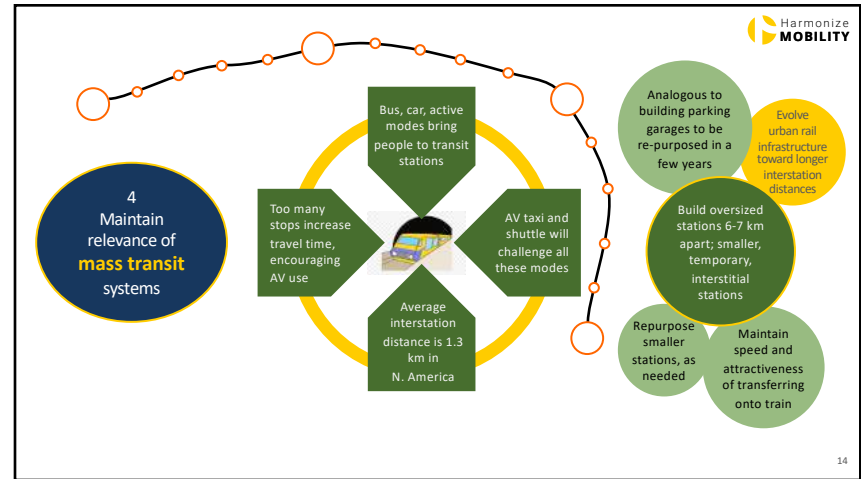 Harmonize
MOBILITY
4
Maintain
relevance of
mass transit
systems
Bus, car, active
modes bring
people to transit
stations
Too many
stops increase
travel time,
encouraging
AV use
AV taxi and
shuttle will
challenge all
these modes
Average
interstation
distance is 1.3
km in
N. America
Analogous to
building parking
garages to be
re-purposed in a
few years
Evolve
urban rail
infrastructure
toward longer
interstation
distances
Build oversized
stations 6-7 km
apart; smaller,
temporary,
interstitial
stations
Repurpose
smaller
stations, as
needed
Maintain
speed and
attractiveness
of transferring
onto train
14